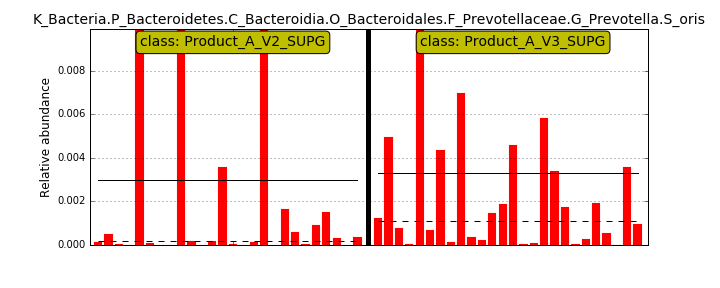 K_Bacteria.P_Bacteroidetes.C_Bacteroidia.O_Bacteroidales.F_Prevotellaceae.G_Prevotella.S_oris
class: Product_A_V2_SUPG
class: Product_A_V3_SUPG
0.008
0.006
0.004
0.002
0.000
Relative abundance